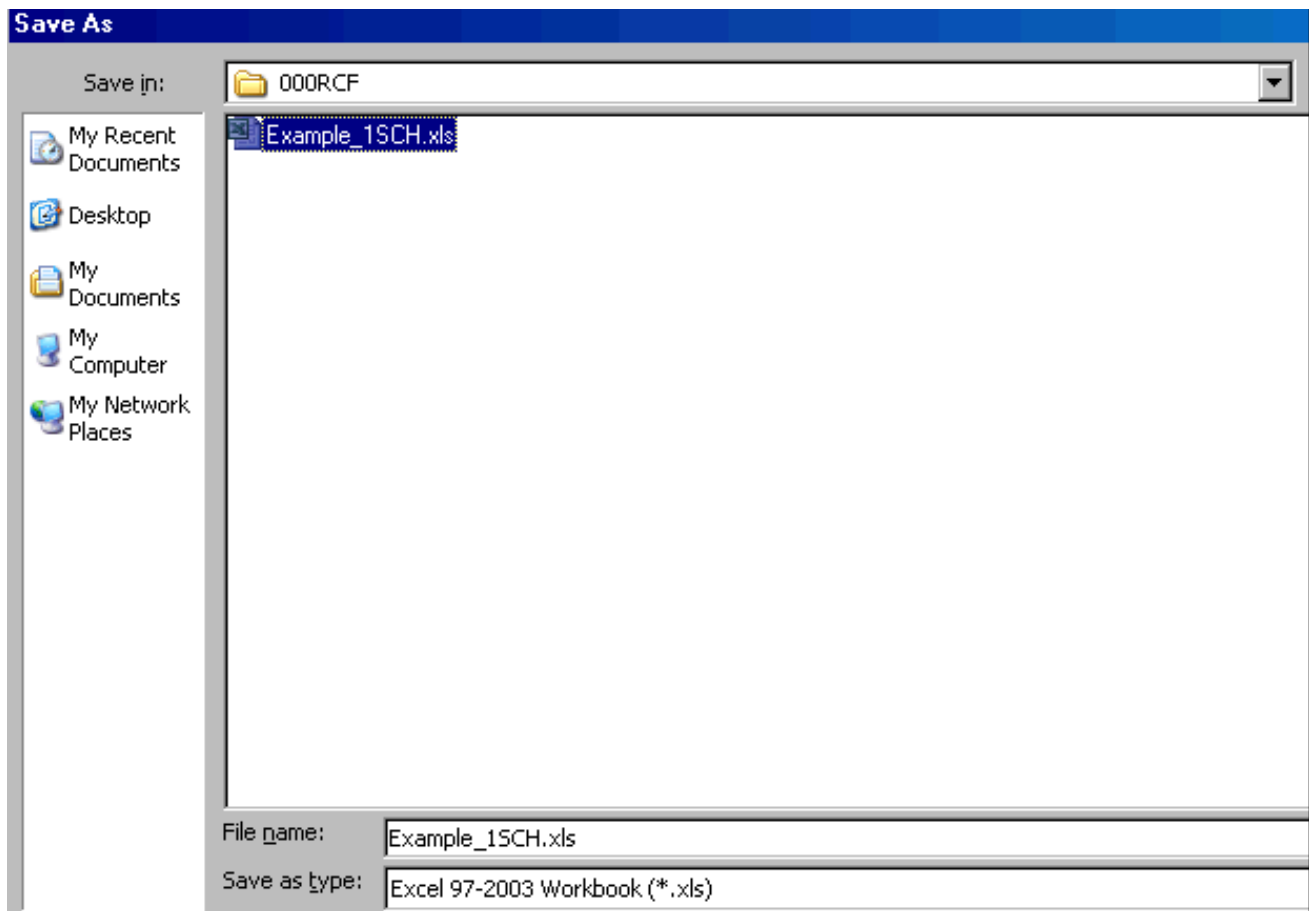 Save As
Save in:
000RCF
My Recent
Documents
Desktop
My
Documents
My
Computer
My Network
Places
Example_1SCH.xls
File name:
Example_1SCH.xls
Save as type:
Excel 97-2003 Workbook (*.xls)